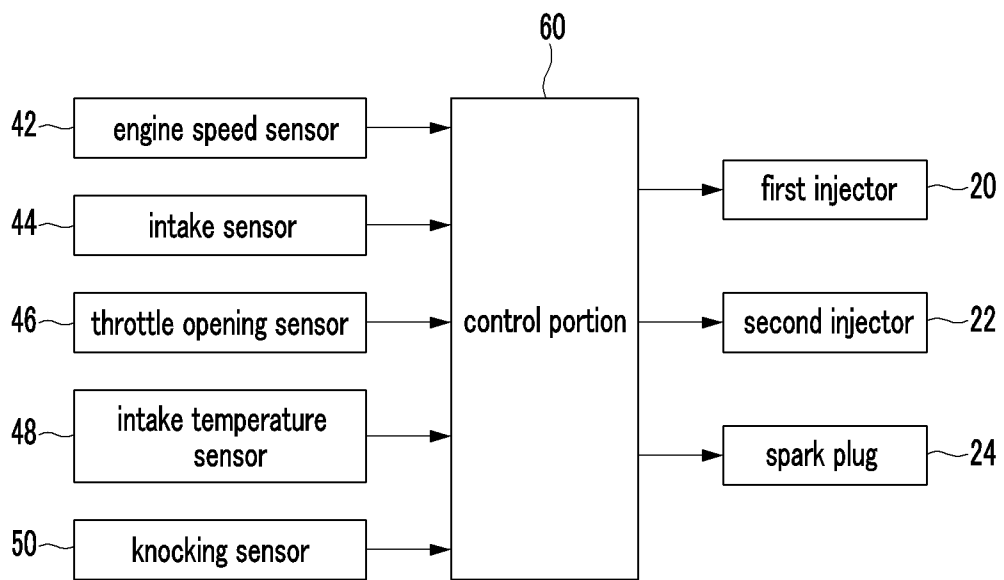 60
42
engine speed sensor
44
intake sensor
46
throttle opening sensor
48
intake temperature
sensor
50
knocking sensor
control portion
first injector
20
second injector
22
spark plug
24